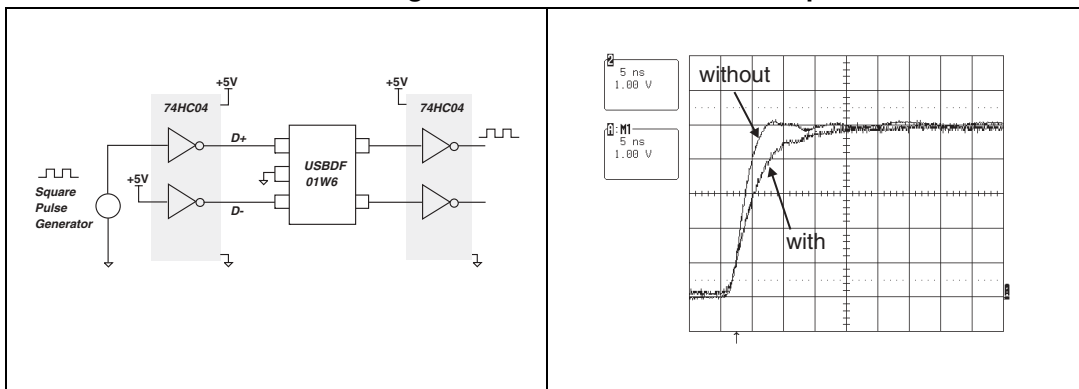 +5V
+5V
74HC04
74HC04
D+
USBDF
01W6
+5V
Square
Pulse
Generator
D-
2
5 ns
1.00 V
A:M1
5 ns
1.00 V
without
with